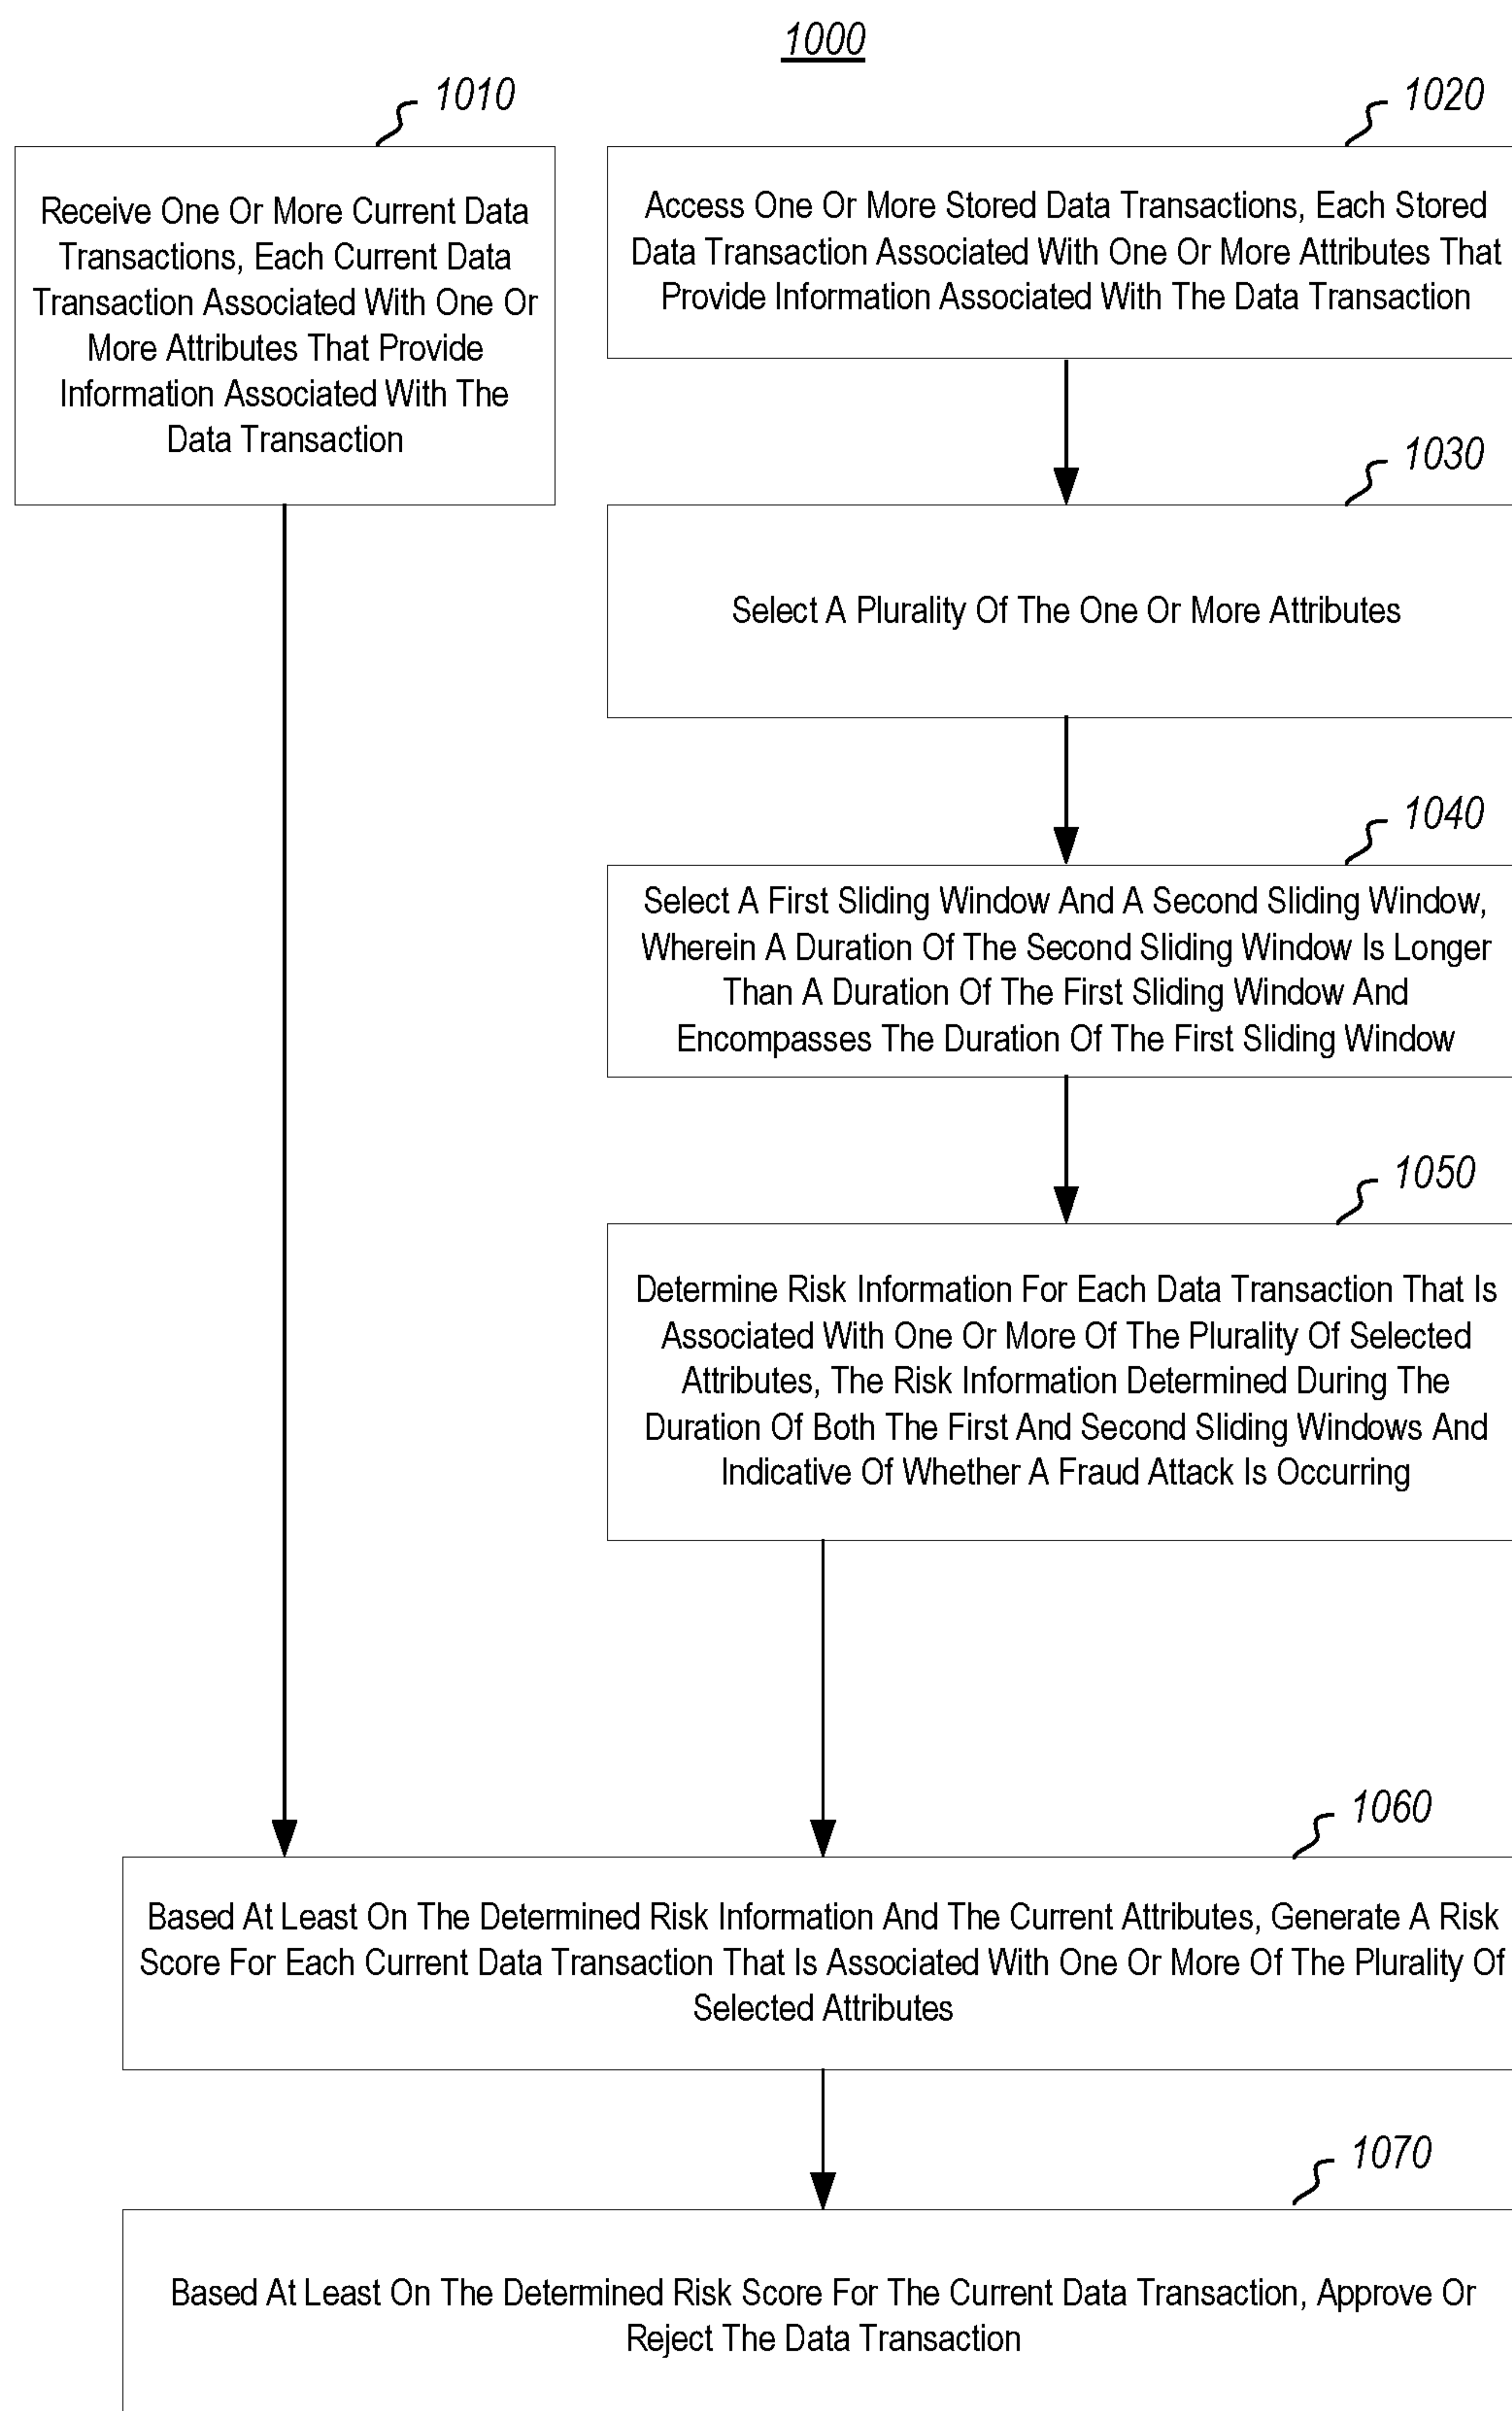 1000
1010
Receive One Or More Current Data
Transactions, Each Current Data
Transaction Associated With One Or
More Attributes That Provide
Information Associated With The
Data Transaction
1020
Access One Or More Stored Data Transactions, Each Stored
Data Transaction Associated With One Or More Attributes That
Provide Information Associated With The Data Transaction
1030
Select A Plurality Of The One Or More Attributes
1040
Select A First Sliding Window And A Second Sliding Window,
Wherein A Duration Of The Second Sliding Window Is Longer
Than A Duration Of The First Sliding Window And
Encompasses The Duration Of The First Sliding Window
1050
Determine Risk Information For Each Data Transaction That Is
Associated With One Or More Of The Plurality Of Selected
Attributes, The Risk Information Determined During The
Duration Of Both The First And Second Sliding Windows And
Indicative Of Whether A Fraud Attack Is Occurring
1060
Based At Least On The Determined Risk Information And The Current Attributes, Generate A Risk
Score For Each Current Data Transaction That Is Associated With One Or More Of The Plurality Of
Selected Attributes
1070
Based At Least On The Determined Risk Score For The Current Data Transaction, Approve Or
Reject The Data Transaction